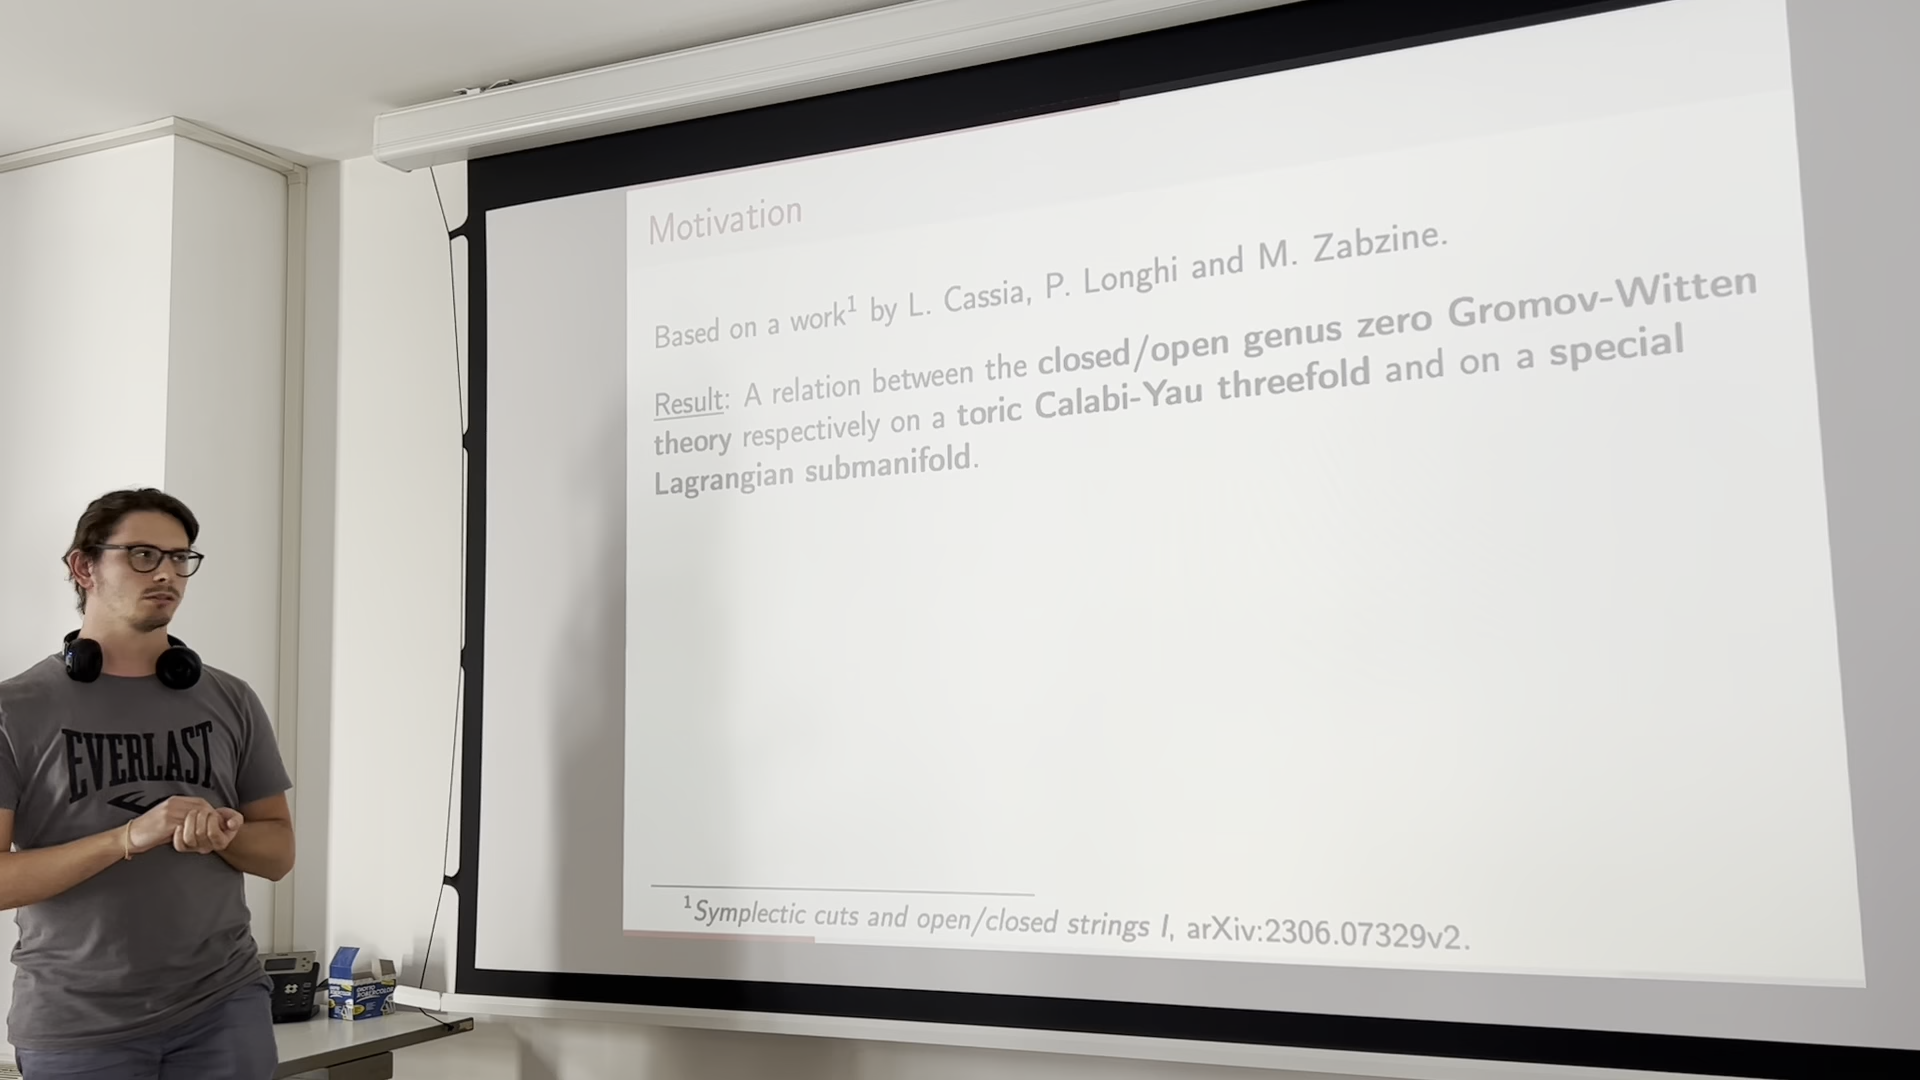 Motivation
Based on a work¹ by L. Cassia, P. Longhi and M. Zabzine.
Result: A relation between the closed/open genus zero Gromov-Witten
theory respectively on a toric Calabi-Yau threefold and on a special
Lagrangian submanifold.
¹Symplectic cuts and open/closed strings I, arXiv:2306.07329v2.
EVERLAST